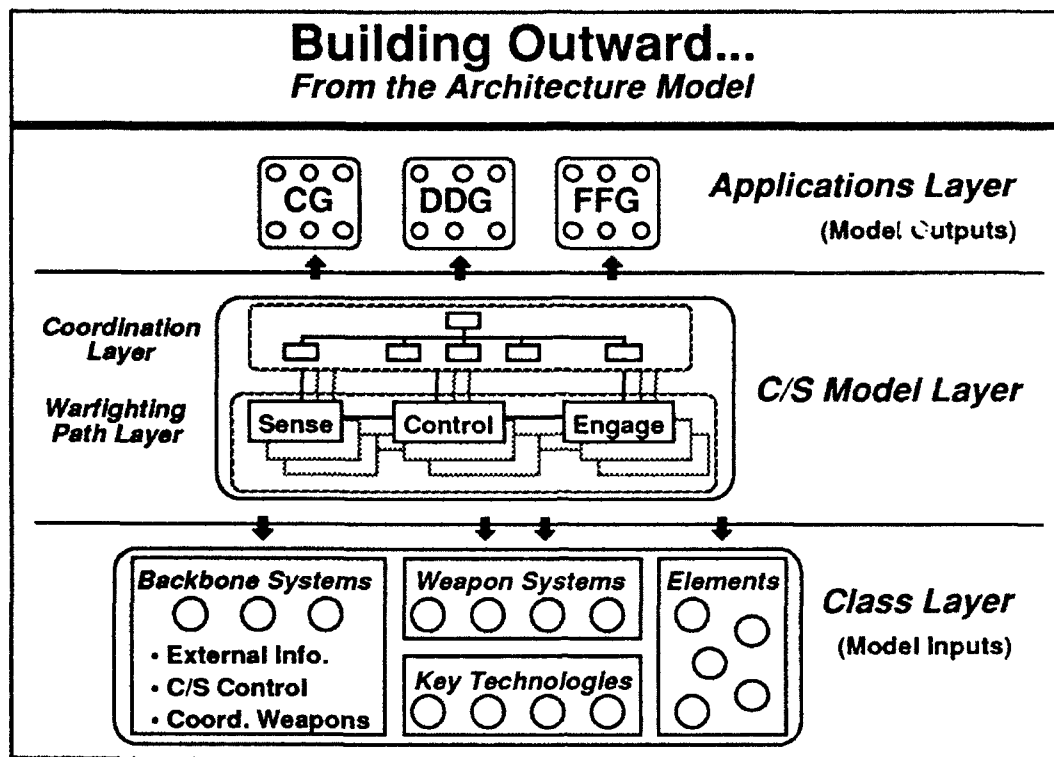 Building Outward...
From the Architecture Model
CG
DDG
FFG
Applications Layer
(Model Outputs)
Coordination
Layer
Warfighting
Path Layer
Sense
Control
Engage
C/S Model Layer
Backbone Systems
• External Info.
• C/S Control
• Coord. Weapons
Weapon Systems
Key Technologies
Elements
Class Layer
(Model Inputs)